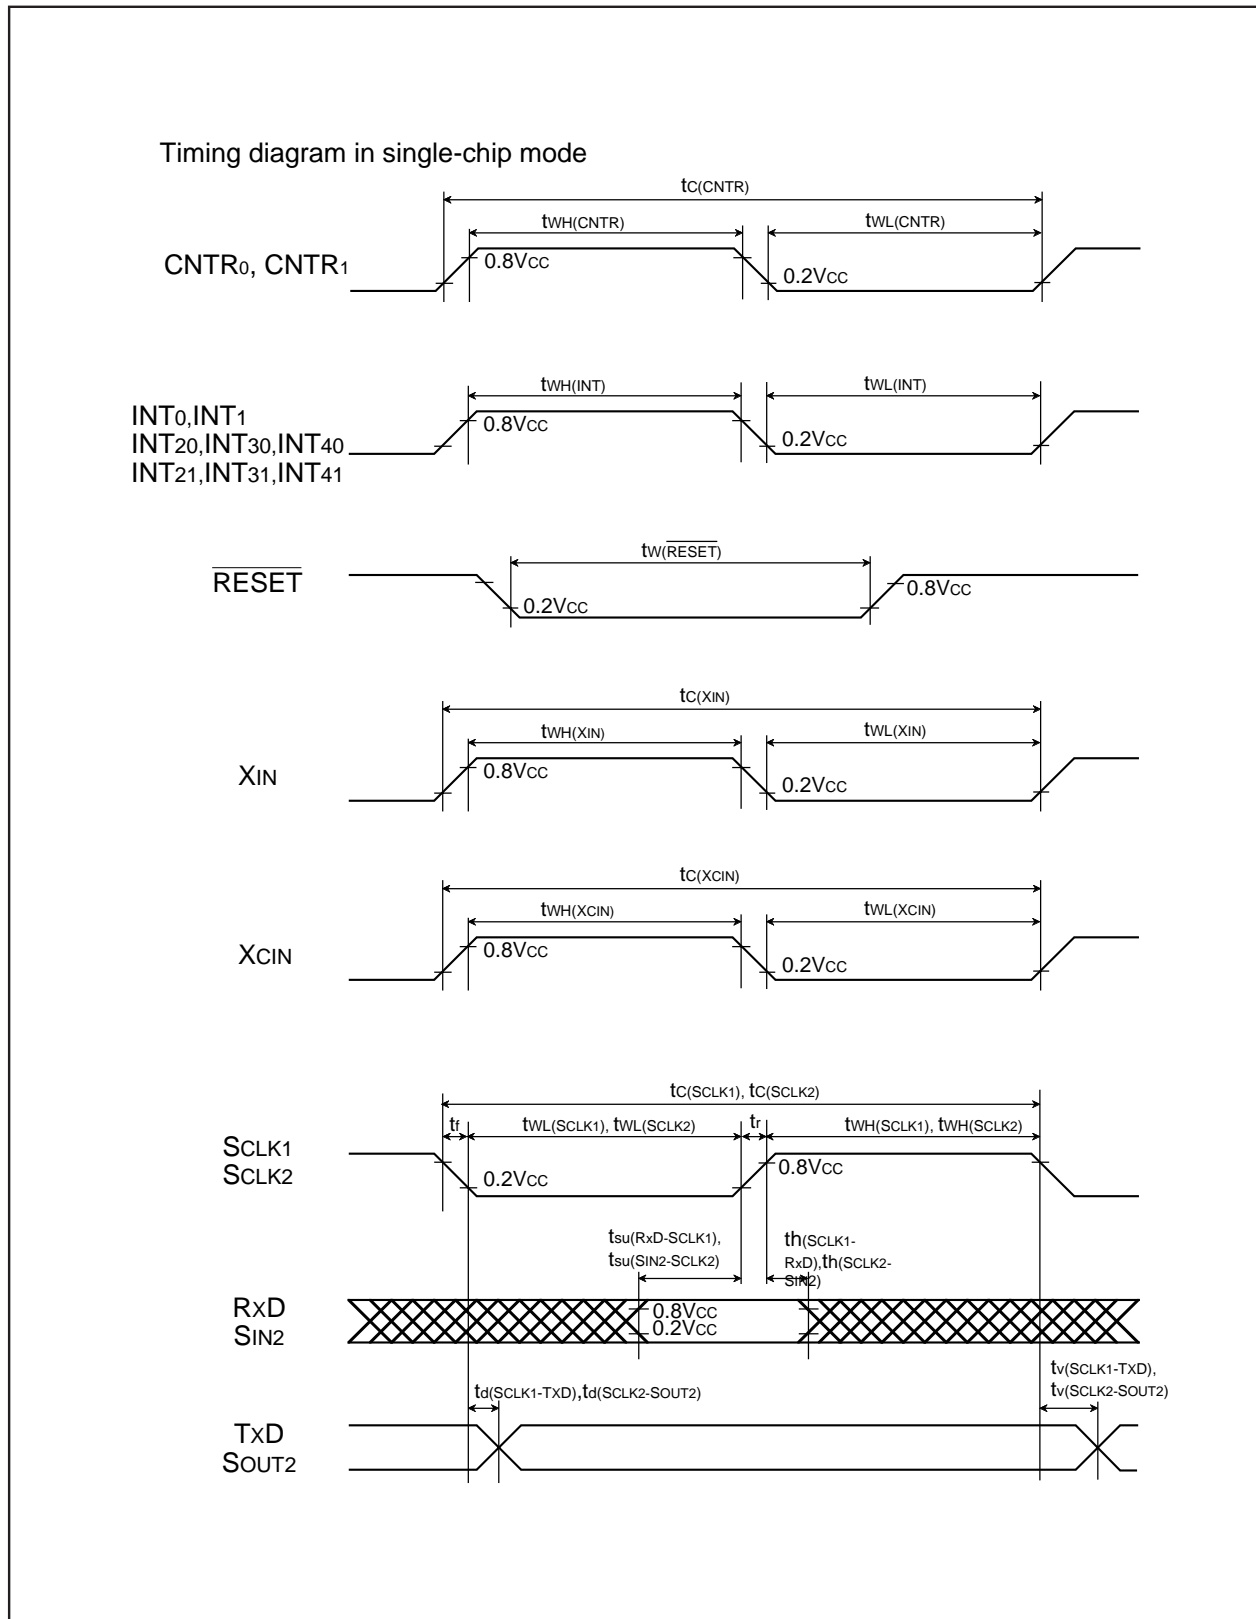 Timing diagram in single-chip mode
tC(CNTR)
tWH(CNTR)
tWL(CNTR)
CNTR0, CNTR1
0.8VCC
0.2VCC
tWH(INT)
tWL(INT)
INT0,INT1
INT20,INT30,INT40
INT21,INT31,INT41
0.8VCC
0.2VCC
tW(RESET)
RESET
0.2VCC
0.8VCC
tC(XIN)
tWH(XIN)
tWL(XIN)
XIN
0.8VCC
0.2VCC
tC(XCIN)
tWH(XCIN)
tWL(XCIN)
XCIN
0.8VCC
0.2VCC
tC(SCLK1), tC(SCLK2)
tf
tWL(SCLK1), tWL(SCLK2)
tr
tWH(SCLK1), tWH(SCLK2)
SCLK1
SCLK2
0.2VCC
0.8VCC
tsu(RxD-SCLK1),
tsu(SIN2-SCLK2)
th(SCLK1-
RxD),th(SCLK2-
SIN2)
RXD
SIN2
0.8VCC
0.2VCC
td(SCLK1-TXD),td(SCLK2-SOUT2)
tv(SCLK1-TXD),
tv(SCLK2-SOUT2)
TXD
SOUT2